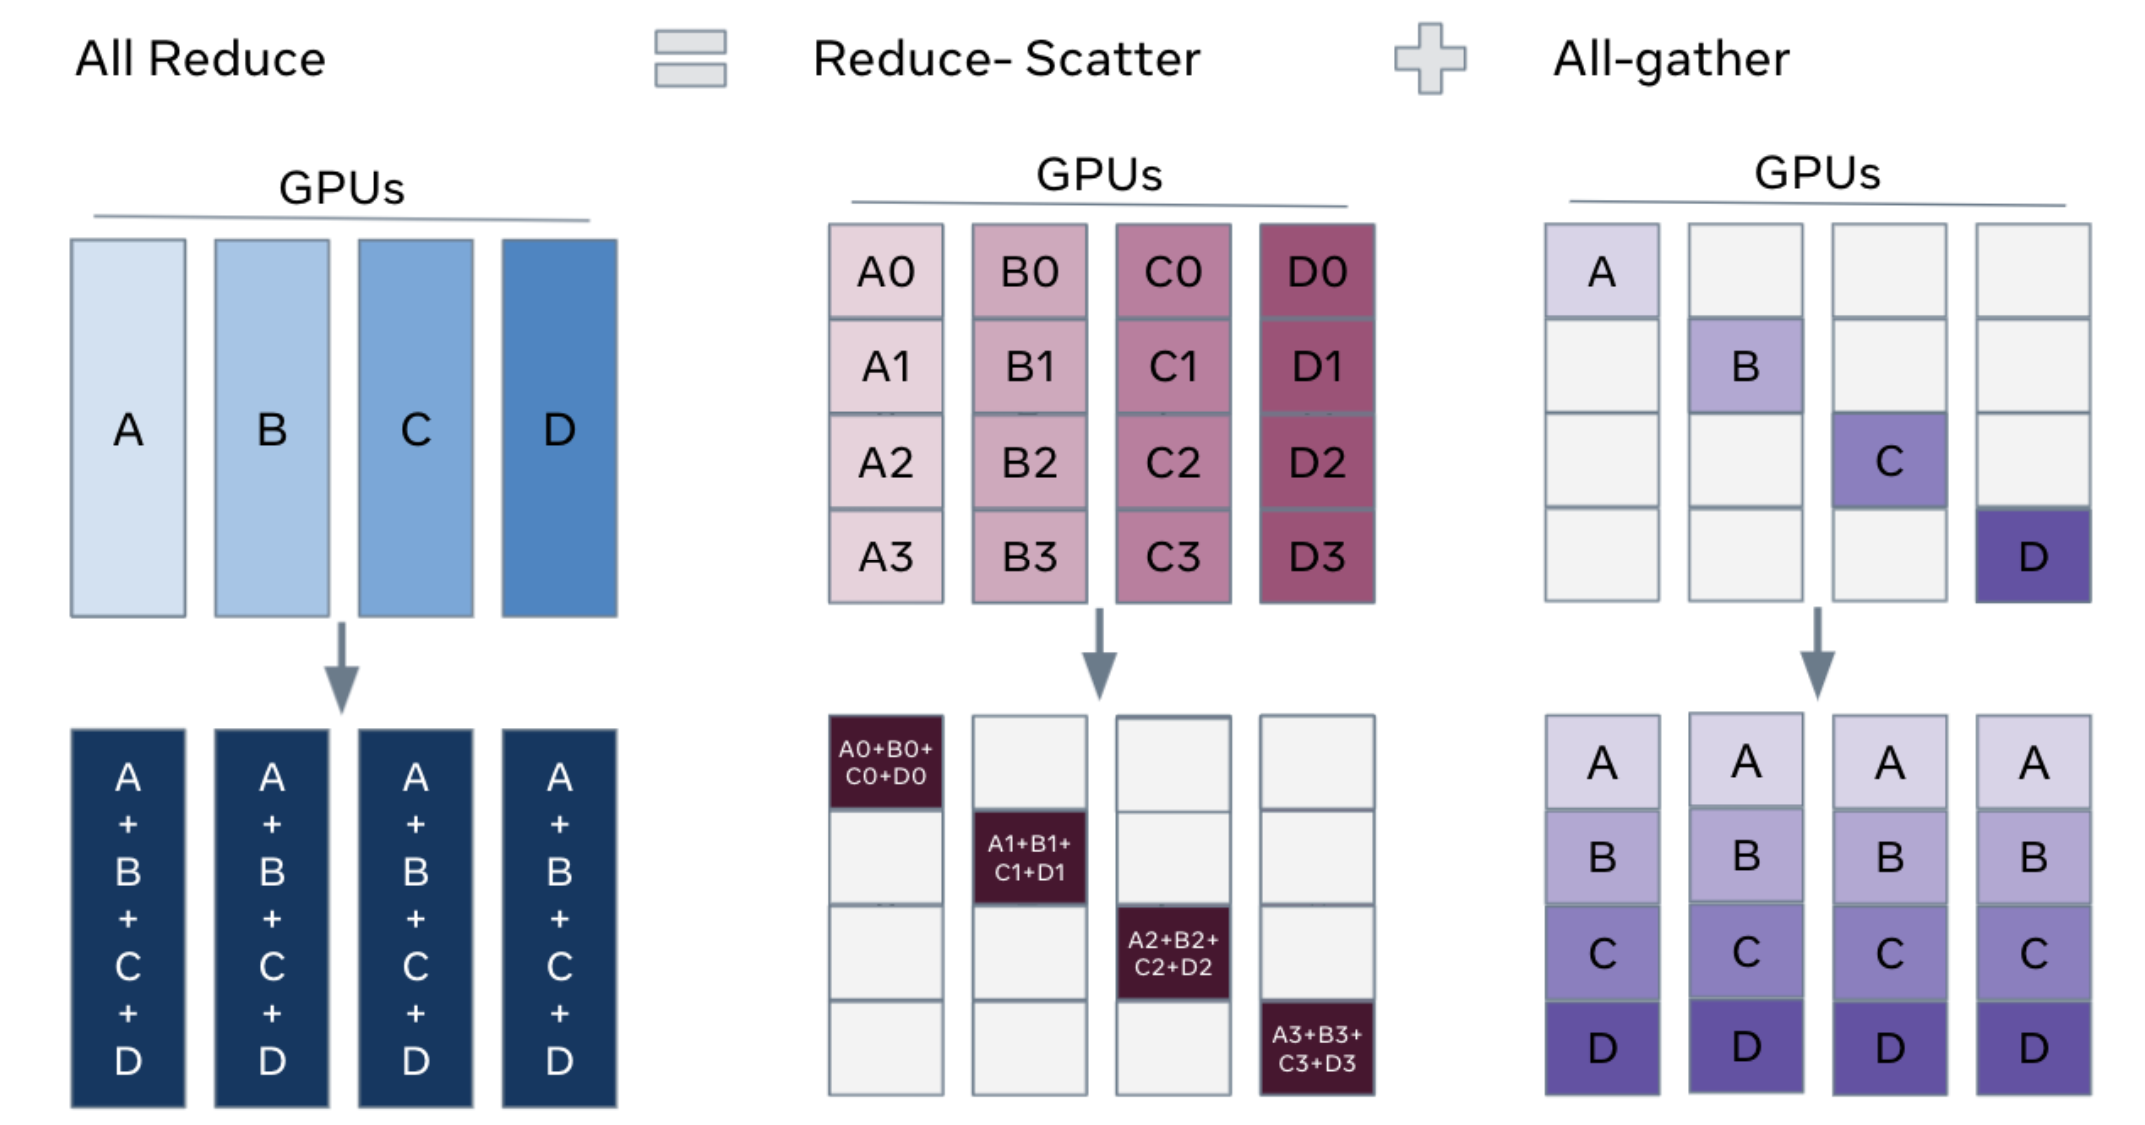 All Reduce
Reduce- Scatter
All-gather
GPUs
A B C D
A
+
B
+
C
+
D
A
+
B
+
C
+
D
A
+
B
+
C
+
D
A
+
B
+
C
+
D
GPUs
A0 B0 C0 D0
A1 B1 C1 D1
A2 B2 C2 D2
A3 B3 C3 D3
A0+B0+
C0+D0
A1+B1+
C1+D1
A2+B2+
C2+D2
A3+B3+
C3+D3
GPUs
A
B
C
D
A A A A
B B B B
C C C C
D D D D